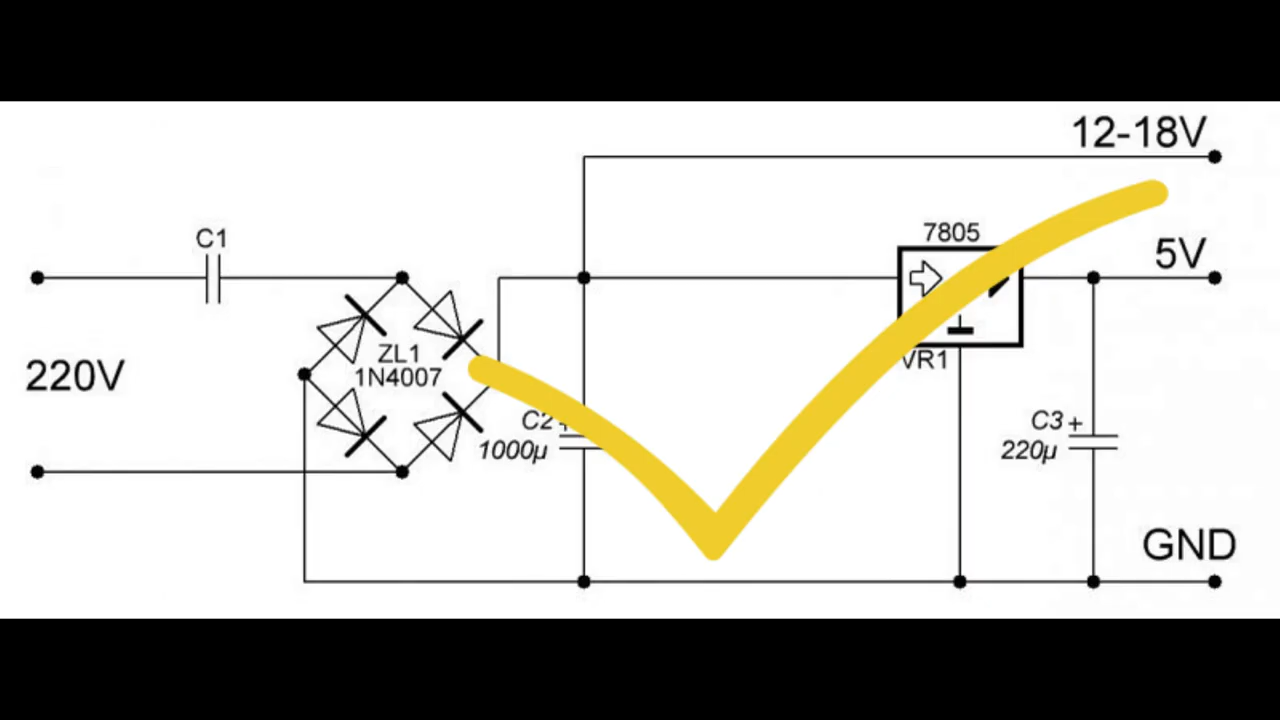 12-18V
C1
7805
5V
220V
ZL1
1N4007
VR1
C2 +
1000µ
C3 +
220µ
GND